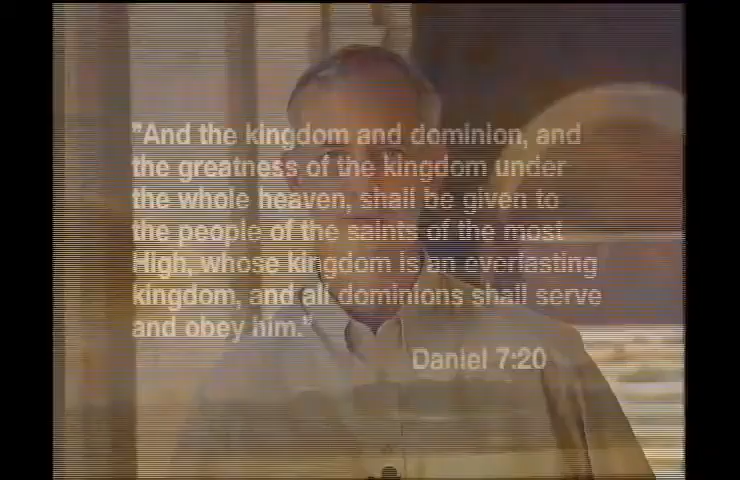 "And the kingdom and dominion, and
the greatness of the kingdom under
the whole heaven, shall be given to
the people of the saints of the most
High, whose kingdom is an everlasting
kingdom, and all dominions shall serve
and obey him."
Daniel 7:20